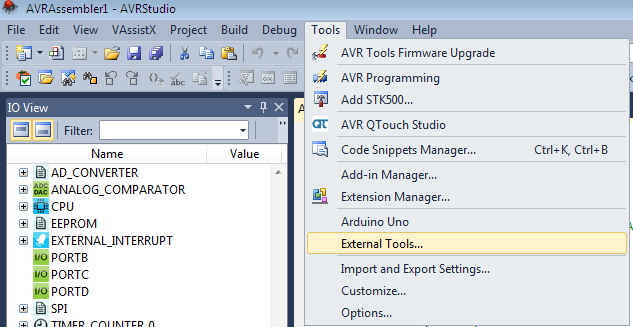 AVRAssembler1 - AVRStudio
File Edit View VAssistX Project Build Debug Tools Window Help
IO View
Filter:
Name Value
AD_CONVERTER
ADC DAC ANALOG_COMPARATOR
CPU
EEPROM
EXTERNAL_INTERRUPT
I/O PORTB
I/O PORTC
I/O PORTD
SPI
TIMER_COUNTER_0
AVR Tools Firmware Upgrade
AVR Programming
Add STK500...
QT AVR QTouch Studio
Code Snippets Manager... Ctrl+K, Ctrl+B
Add-in Manager...
Extension Manager...
Arduino Uno
External Tools...
Import and Export Settings...
Customize...
Options...